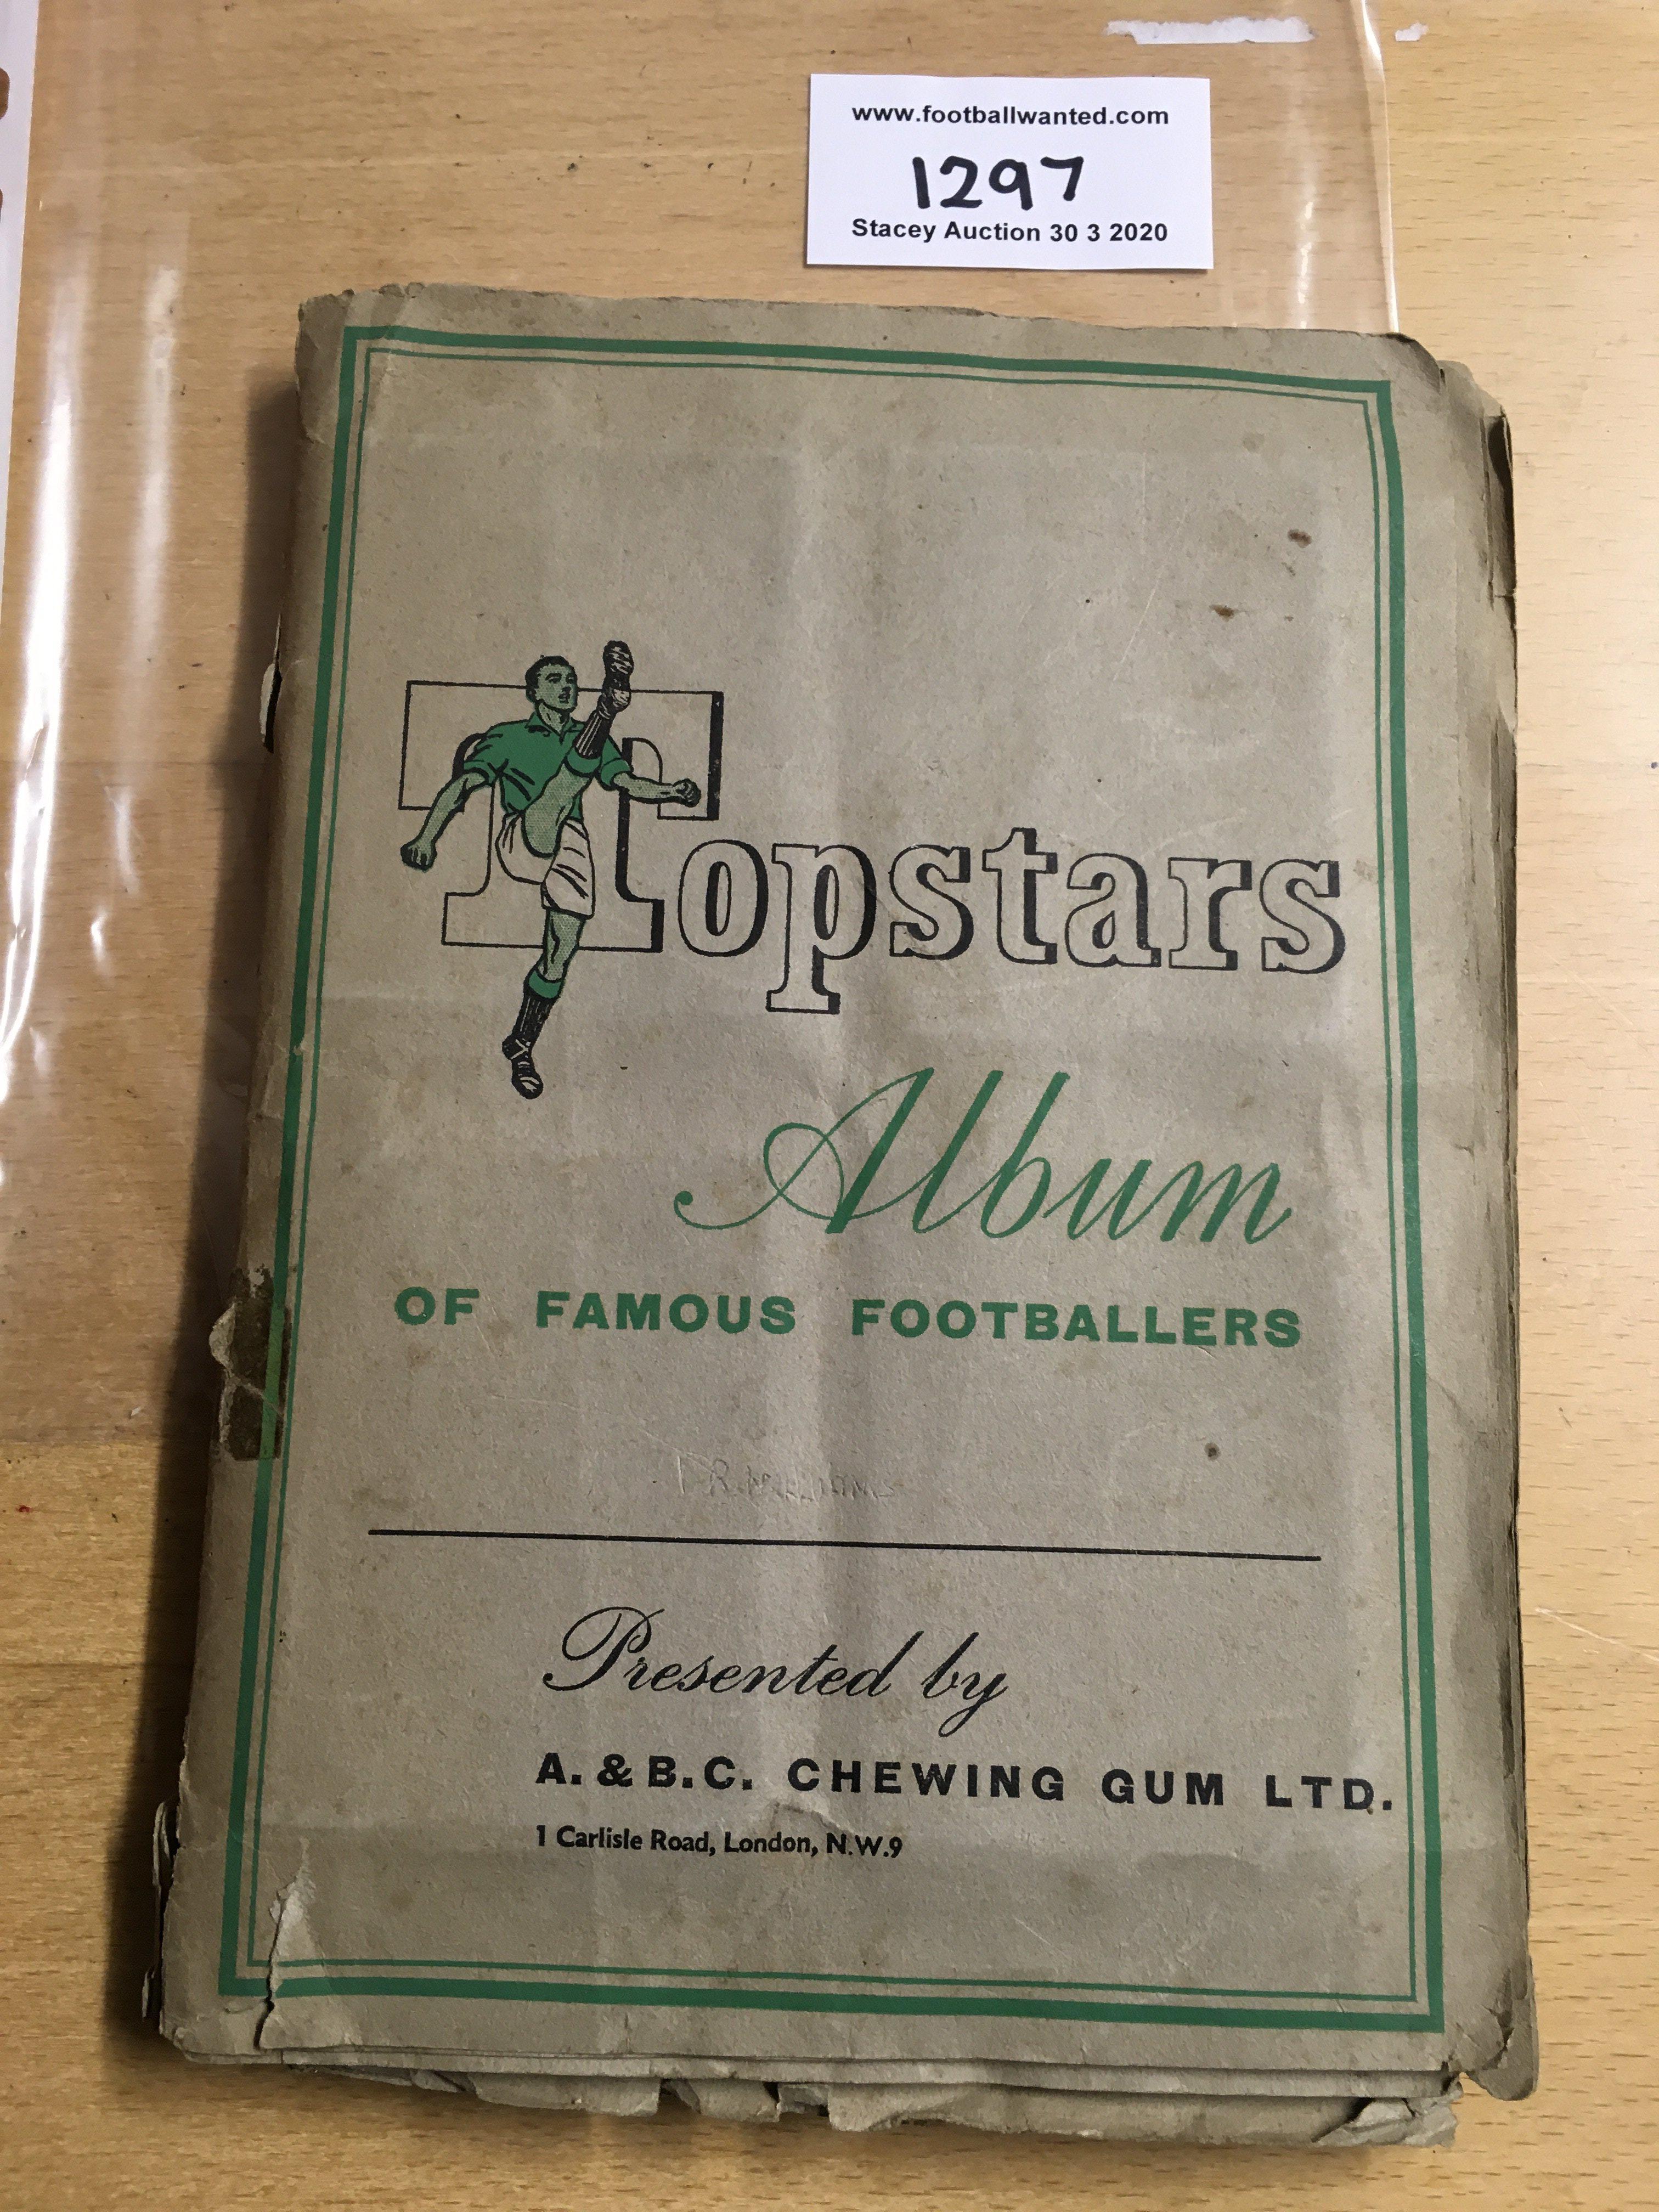 www.footballwanted.com
1297
Stacey Auction 30 3 2020
Topstars
Album
OF FAMOUS FOOTBALLERS
Presented by
A. & B.C. CHEWING GUM LTD.
1 Carlisle Road, London, N.W.9